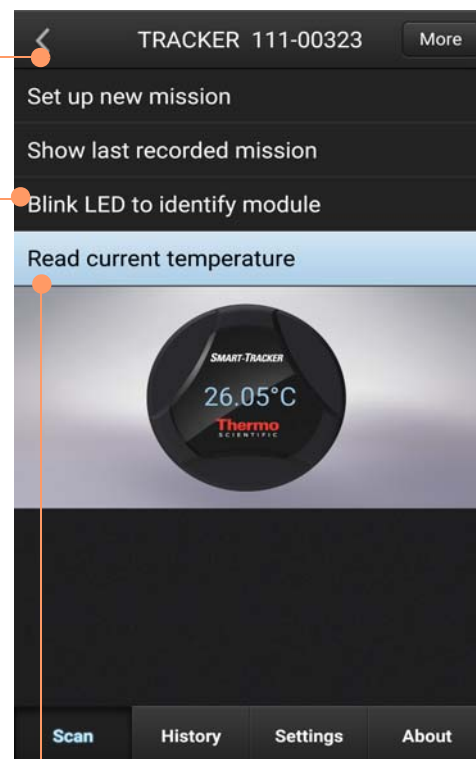 TRACKER 111-00323
More
Set up new mission
Show last recorded mission
Blink LED to identify module
Read current temperature
SMART-TRACKER
26.05°C
Thermo
SCIENTIFIC
Scan History Settings About